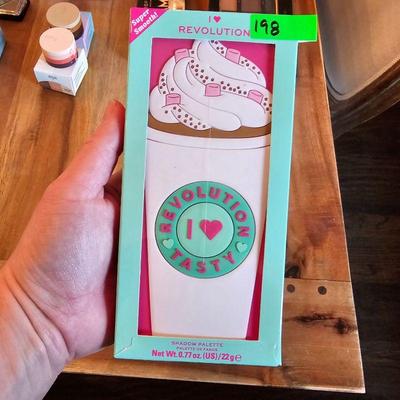 Super
Smooth!
I ♥
REVOLUTION
198
REVOLUTION
I ♥
TASTY
SHADOW PALETTE
PALETTE DE FARDS
Net Wt. 0.77 oz. (US)/22g e